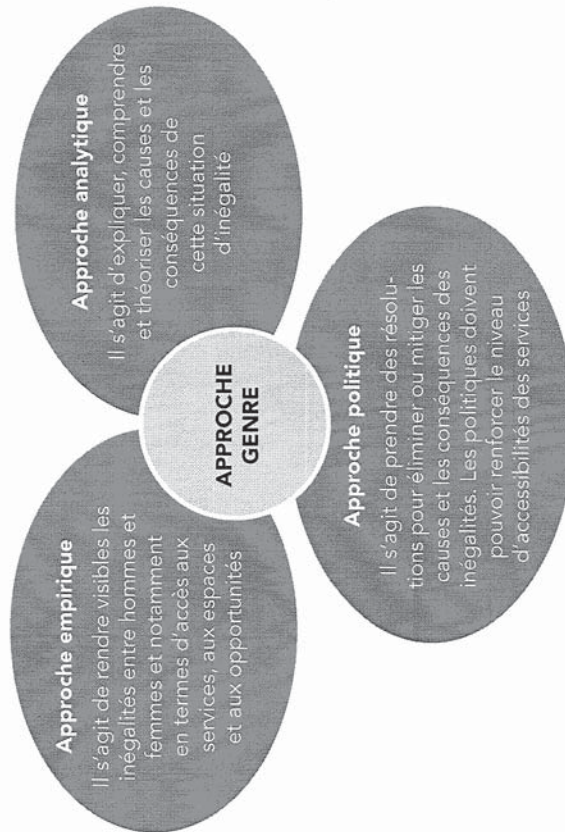 Approche empirique
Il s'agit de rendre visibles les
inégalités entre hommes et
femmes et notamment
en termes d'accès aux
services, aux espaces
et aux opportunités
Approche analytique
Il s'agit d'expliquer, comprendre
et théoriser les causes et les
conséquences de
cette situation
d'inégalité
APPROCHE
GENRE
Approche politique
Il s'agit de prendre des résolu-
tions pour éliminer ou mitiger les
causes et les conséquences des
inégalités. Les politiques doivent
pouvoir renforcer le niveau
d'accessibilités des services